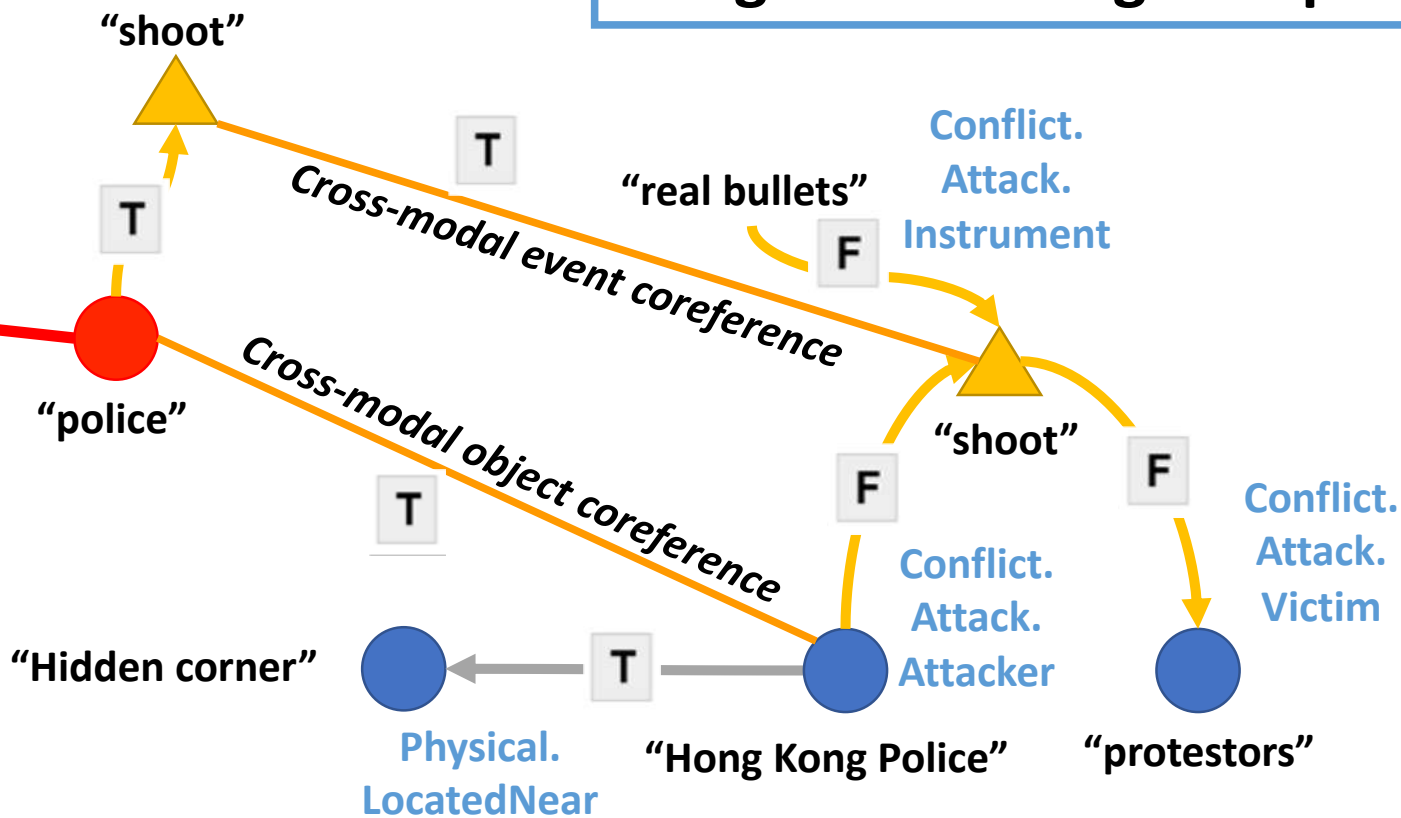 “shoot”
T
Conflict.
Attack.
Instrument
“real bullets”
T
F
Cross-modal event coreference
Cross-modal object coreference
“police”
“shoot”
F
F
T
Conflict.
Attack.
Victim
Conflict.
Attack.
Attacker
“Hidden corner”
T
Physical.
LocatedNear
“Hong Kong Police”
“protestors”